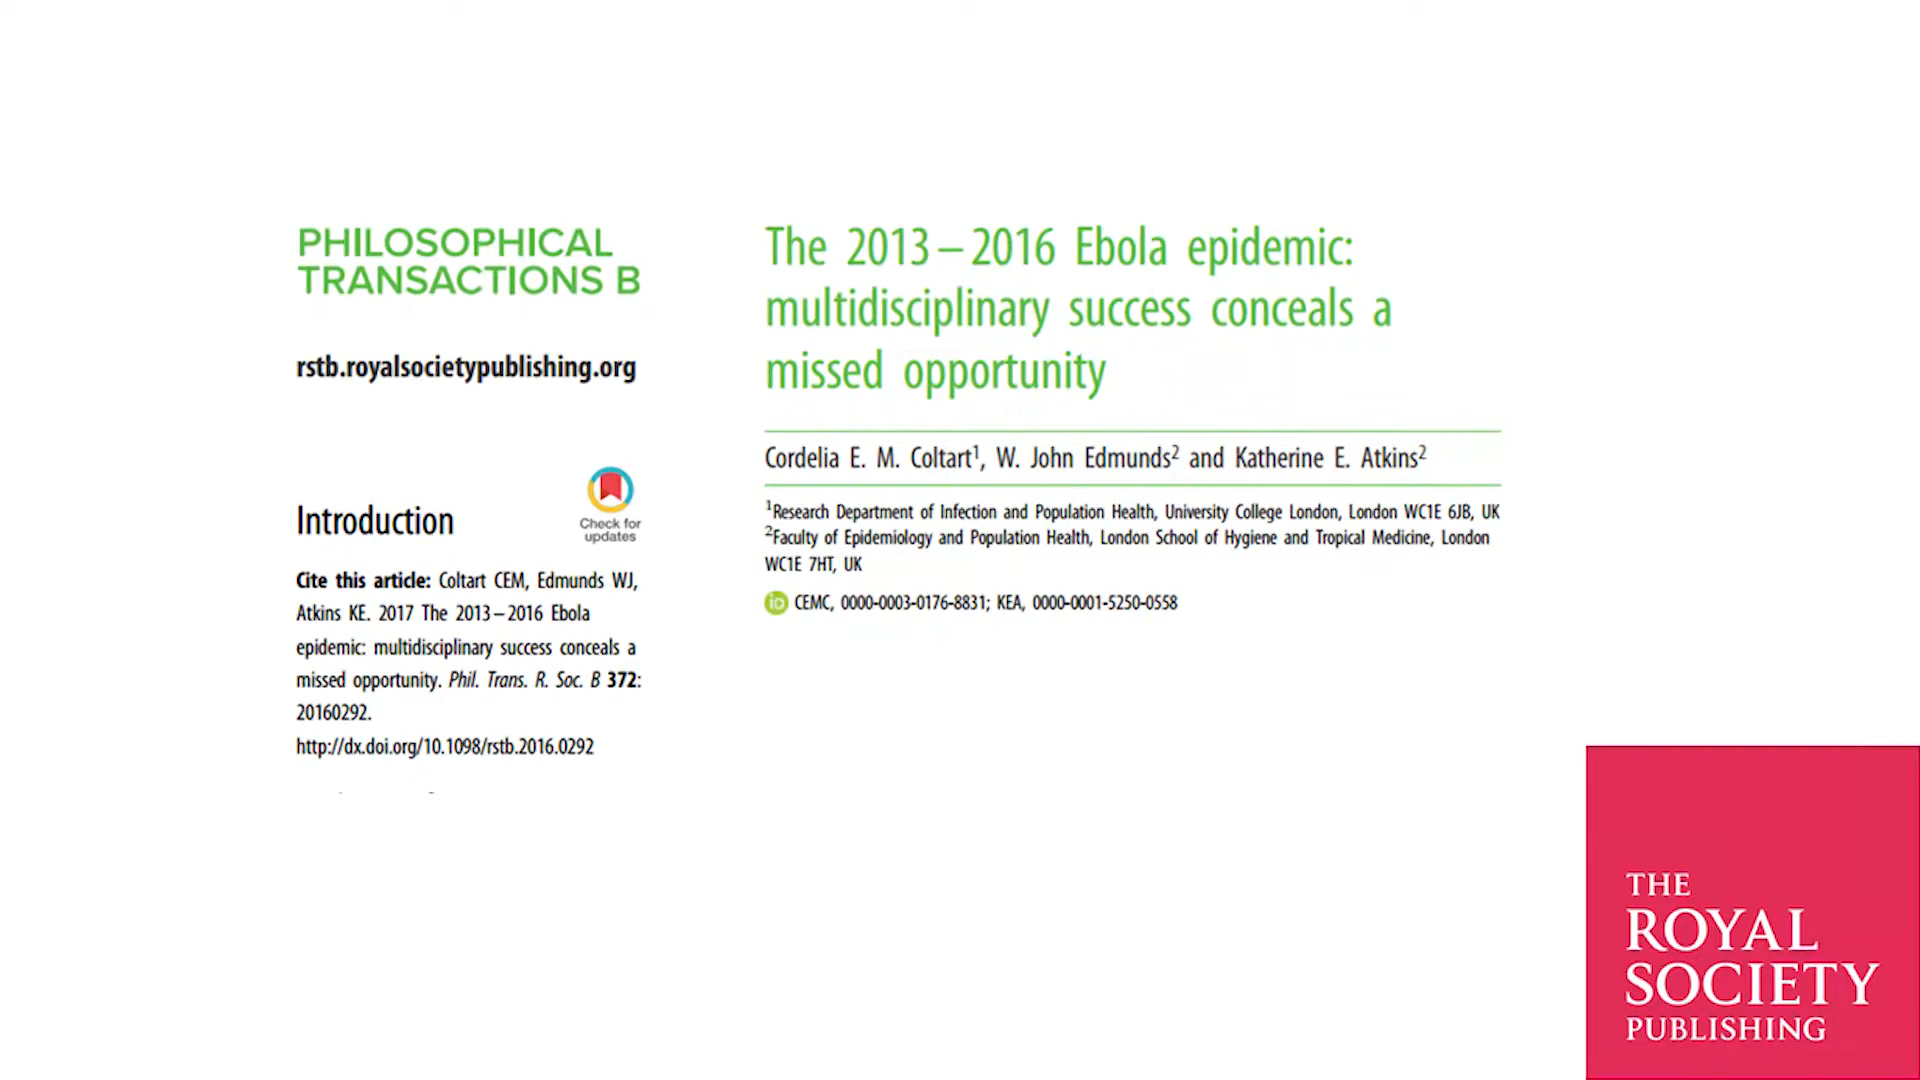 PHILOSOPHICAL
TRANSACTIONS B
rstb.royalsocietypublishing.org
Introduction
Check for
updates
Cite this article: Coltart CEM, Edmunds WJ,
Atkins KE. 2017 The 2013–2016 Ebola
epidemic: multidisciplinary success conceals a
missed opportunity. Phil. Trans. R. Soc. B 372:
20160292.
http://dx.doi.org/10.1098/rstb.2016.0292
The 2013–2016 Ebola epidemic:
multidisciplinary success conceals a
missed opportunity
Cordelia E. M. Coltart¹, W. John Edmunds² and Katherine E. Atkins²
¹Research Department of Infection and Population Health, University College London, London WC1E 6JB, UK
²Faculty of Epidemiology and Population Health, London School of Hygiene and Tropical Medicine, London
WC1E 7HT, UK
iD CEMC, 0000-0003-0176-8831; KEA, 0000-0001-5250-0558
THE
ROYAL
SOCIETY
PUBLISHING